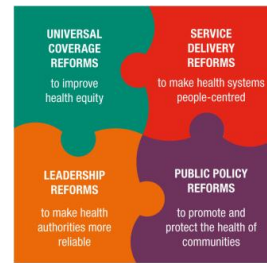 UNIVERSAL
COVERAGE
REFORMS
to improve
health equity
SERVICE
DELIVERY
REFORMS
to make health systems
people-centred
LEADERSHIP
REFORMS
to make health
authorities more
reliable
PUBLIC POLICY
REFORMS
to promote and
protect the health of
communities